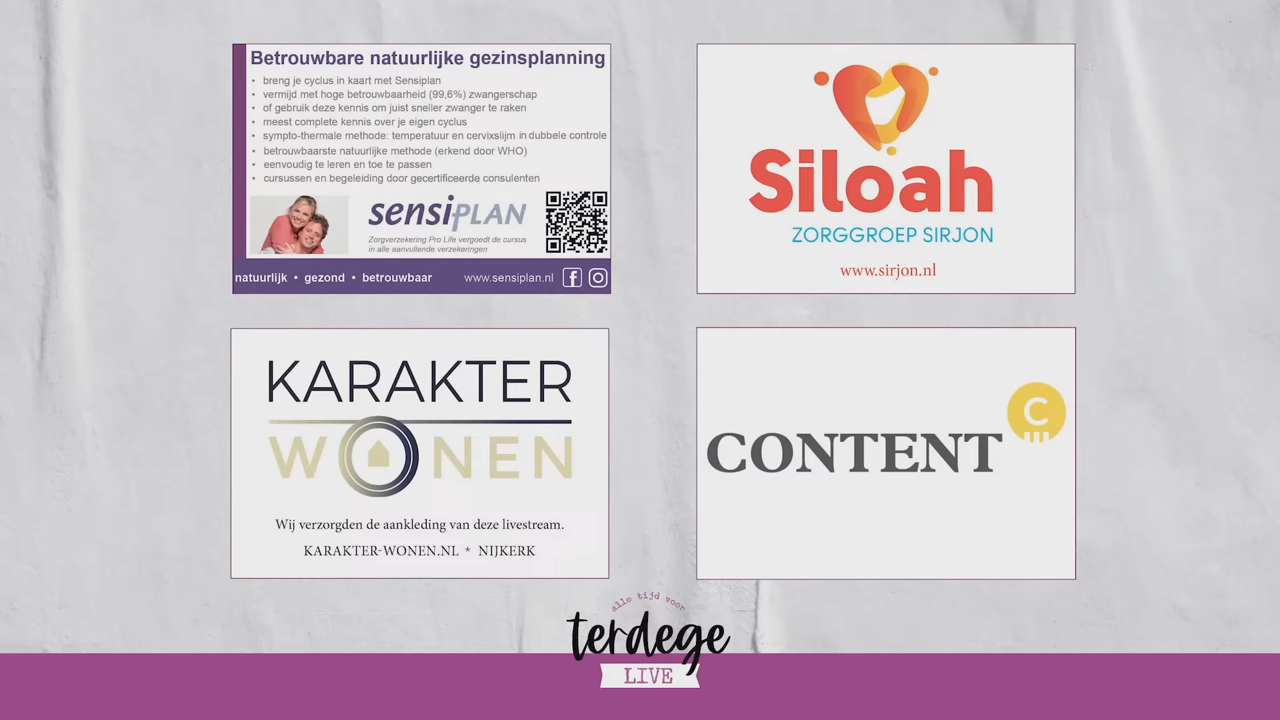 Betrouwbare natuurlijke gezinsplanning
• breng je cyclus in kaart met Sensiplan
• vermijd met hoge betrouwbaarheid (99,6%) zwangerschap
• of gebruik deze kennis om juist sneller zwanger te raken
• meest complete kennis over je eigen cyclus
• sympto-thermale methode: temperatuur en cervixslijm in dubbele controle
• betrouwbaarste natuurlijke methode (erkend door WHO)
• eenvoudig te leren en toe te passen
• cursussen en begeleiding door gecertificeerde consulenten
sensiPLAN
Zorgverzekering Pro Life vergoedt de cursus
in alle aanvullende verzekeringen
natuurlijk • gezond • betrouwbaar www.sensiplan.nl
Siloah
ZORGGROEP SIRJON
www.sirjon.nl
KARAKTER
WONEN
Wij verzorgden de aankleding van deze livestream.
KARAKTER-WONEN.NL * NIJKERK
C
CONTENT
alle tijd voor
terdege
LIVE